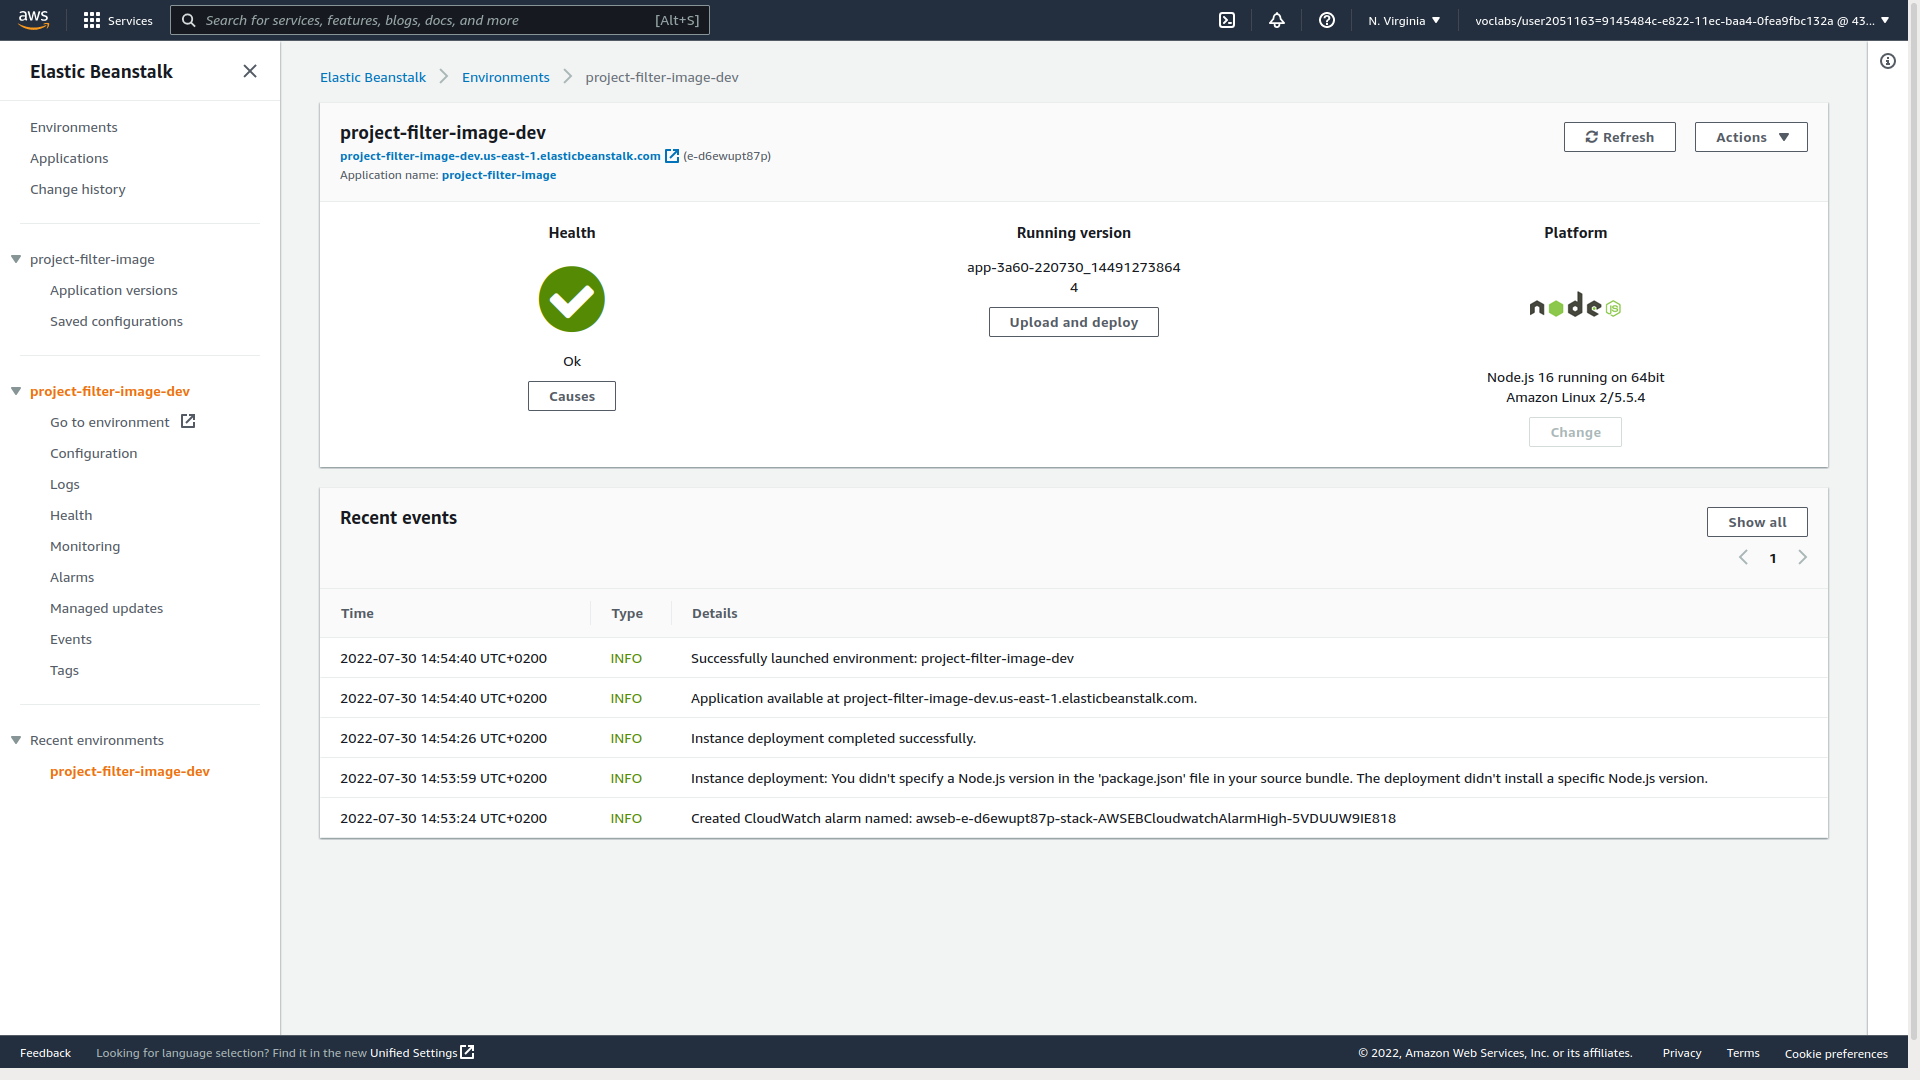 aws
Services
Search for services, features, blogs, docs, and more
[Alt+S]
N. Virginia
voclabs/user2051163=9145484c-e822-11ec-baa4-0fea9fbc132a @ 43...
Elastic Beanstalk
Environments
Applications
Change history
project-filter-image
Application versions
Saved configurations
project-filter-image-dev
Go to environment
Configuration
Logs
Health
Monitoring
Alarms
Managed updates
Events
Tags
Recent environments
project-filter-image-dev
Elastic Beanstalk
Environments
project-filter-image-dev
project-filter-image-dev
project-filter-image-dev.us-east-1.elasticbeanstalk.com (e-d6ewupt87p)
Application name: project-filter-image
Refresh
Actions
Health
Ok
Causes
Running version
app-3a60-220730_14491273864
4
Upload and deploy
Platform
node JS
Node.js 16 running on 64bit
Amazon Linux 2/5.5.4
Change
Recent events
Show all
1
Time Type Details
2022-07-30 14:54:40 UTC+0200 INFO Successfully launched environment: project-filter-image-dev
2022-07-30 14:54:40 UTC+0200 INFO Application available at project-filter-image-dev.us-east-1.elasticbeanstalk.com.
2022-07-30 14:54:26 UTC+0200 INFO Instance deployment completed successfully.
2022-07-30 14:53:59 UTC+0200 INFO Instance deployment: You didn't specify a Node.js version in the 'package.json' file in your source bundle. The deployment didn't install a specific Node.js version.
2022-07-30 14:53:24 UTC+0200 INFO Created CloudWatch alarm named: awseb-e-d6ewupt87p-stack-AWSEBCloudwatchAlarmHigh-5VDUUW9IE818
Feedback
Looking for language selection? Find it in the new Unified Settings
© 2022, Amazon Web Services, Inc. or its affiliates.
Privacy
Terms
Cookie preferences